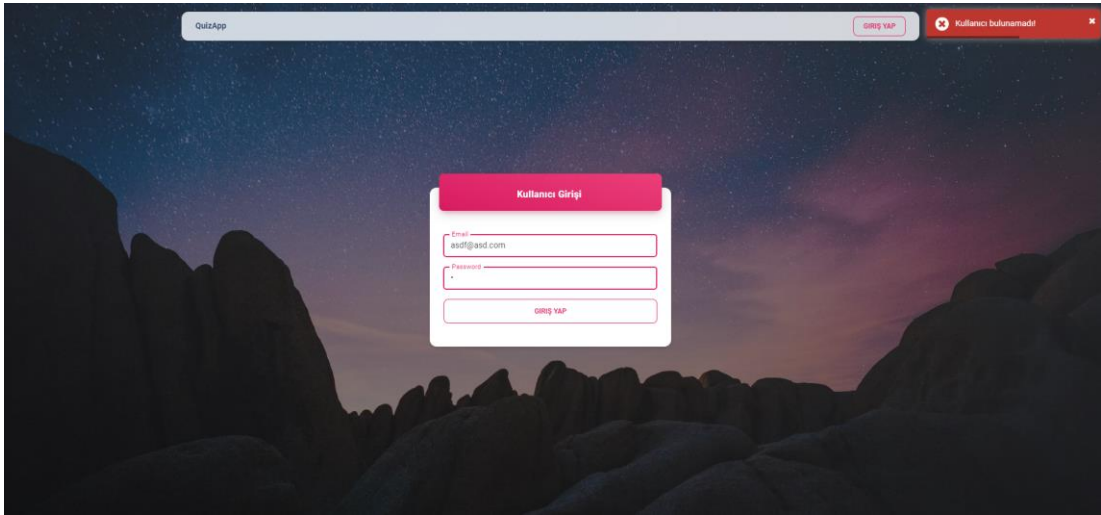 QuizApp
GIRIŞ YAP
Kullanıcı bulunamadı!
Kullanıcı Girişi
Email
asdf@asd.com
Password
GIRIŞ YAP